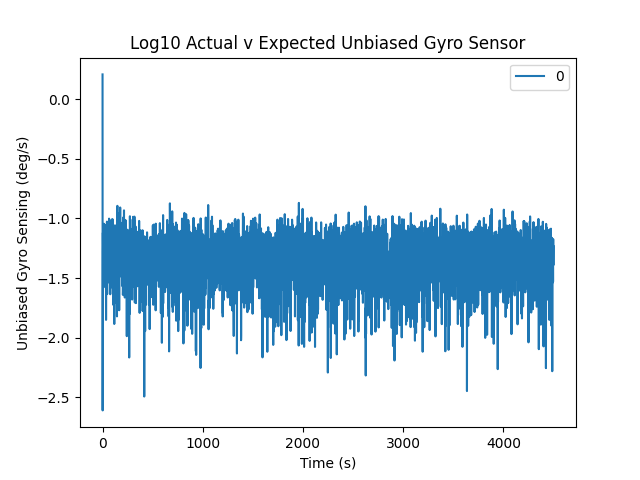 Log10 Actual v Expected Unbiased Gyro Sensor
0
0.0
−0.5
−1.0
−1.5
−2.0
−2.5
Unbiased Gyro Sensing (deg/s)
0 1000 2000 3000 4000
Time (s)